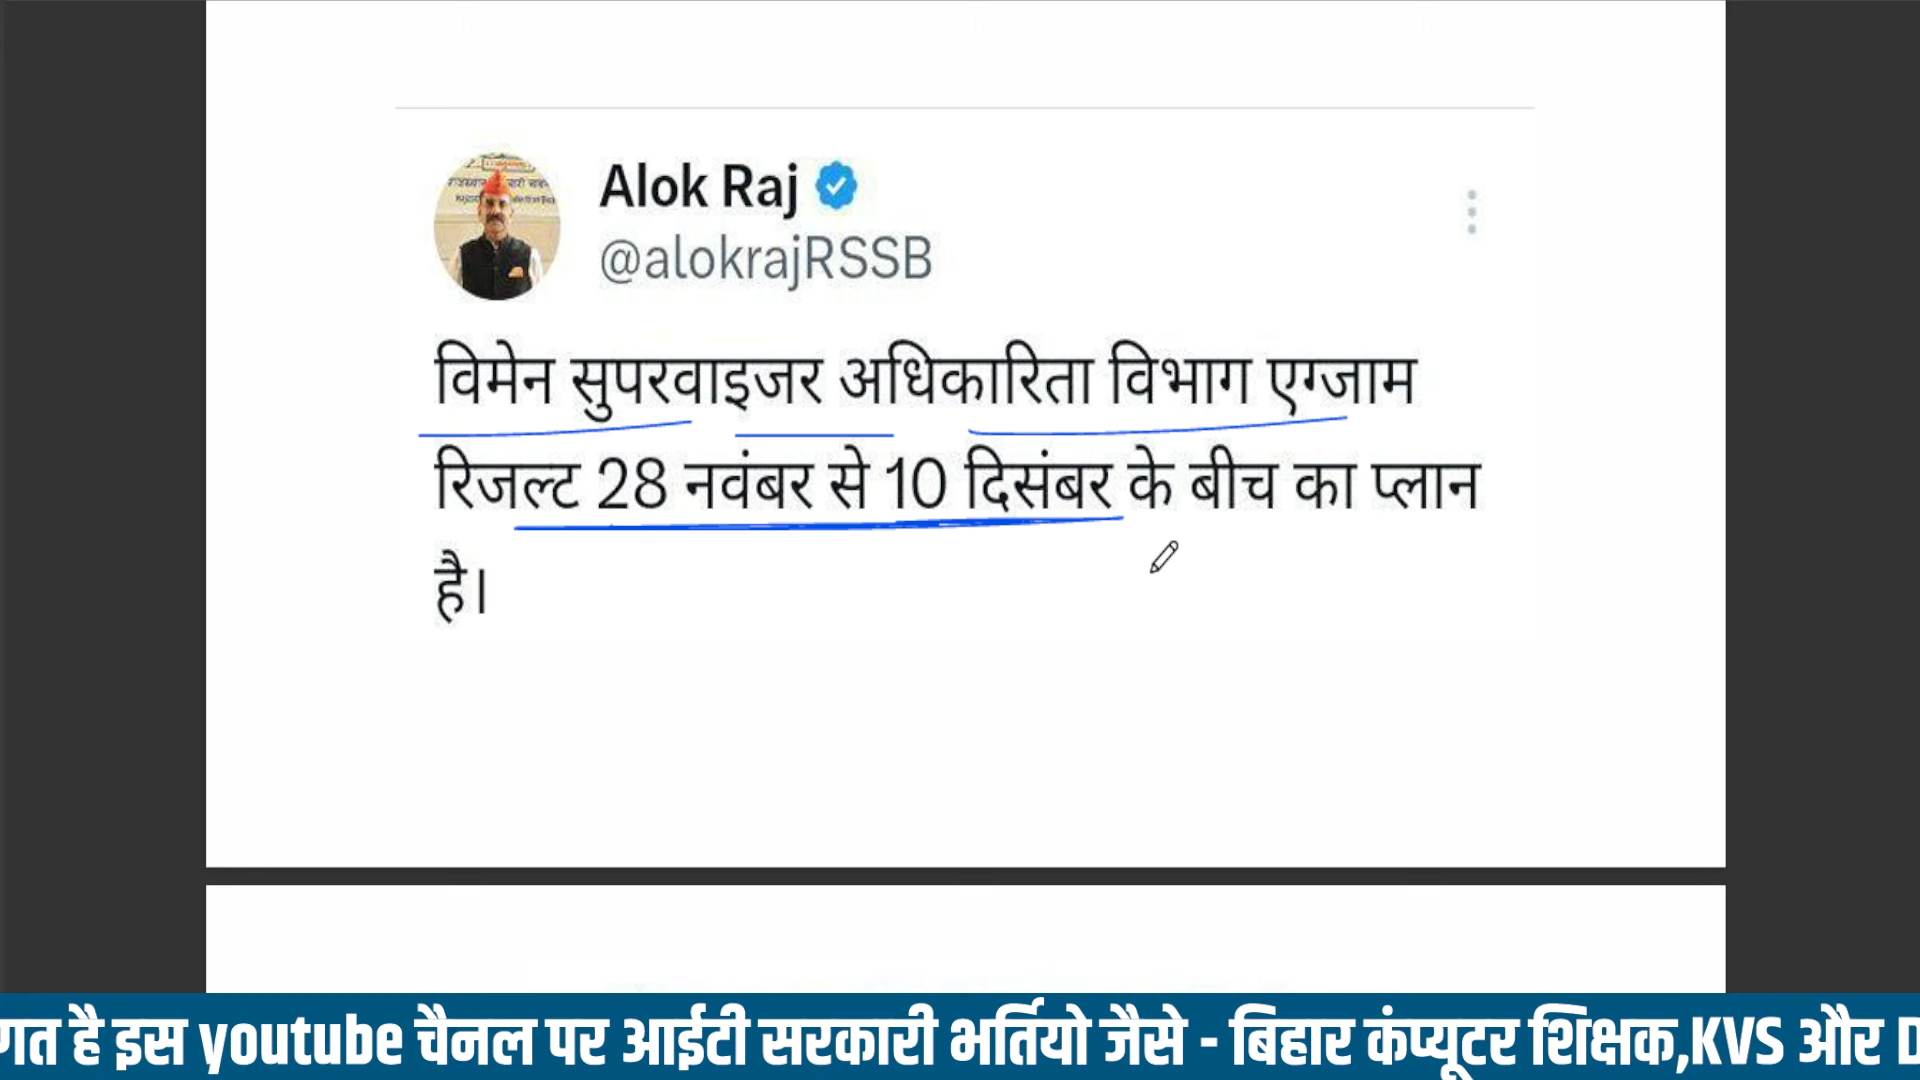 Alok Raj
@alokrajRSSB
विमेन सुपरवाइजर अधिकारिता विभाग एग्जाम
रिजल्ट 28 नवंबर से 10 दिसंबर के बीच का प्लान
है।
है इस youtube चैनल पर आईटी सरकारी भर्तियो जैसे - बिहार कंप्यूटर शिक्षक,KVS और